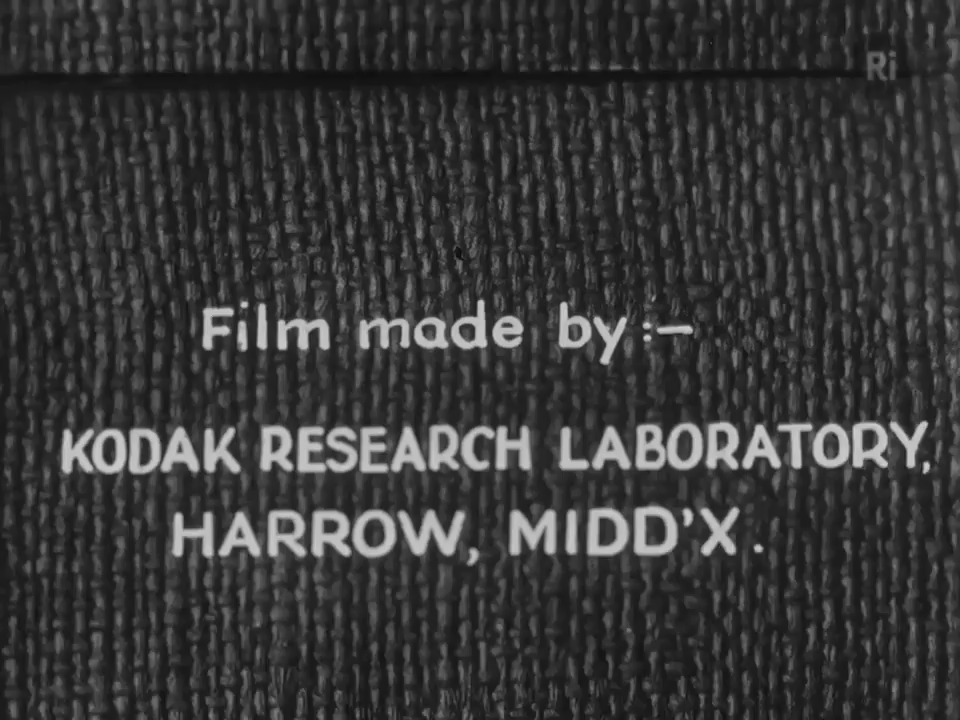 Ri
Film made by :—
KODAK RESEARCH LABORATORY,
HARROW, MIDD'X.